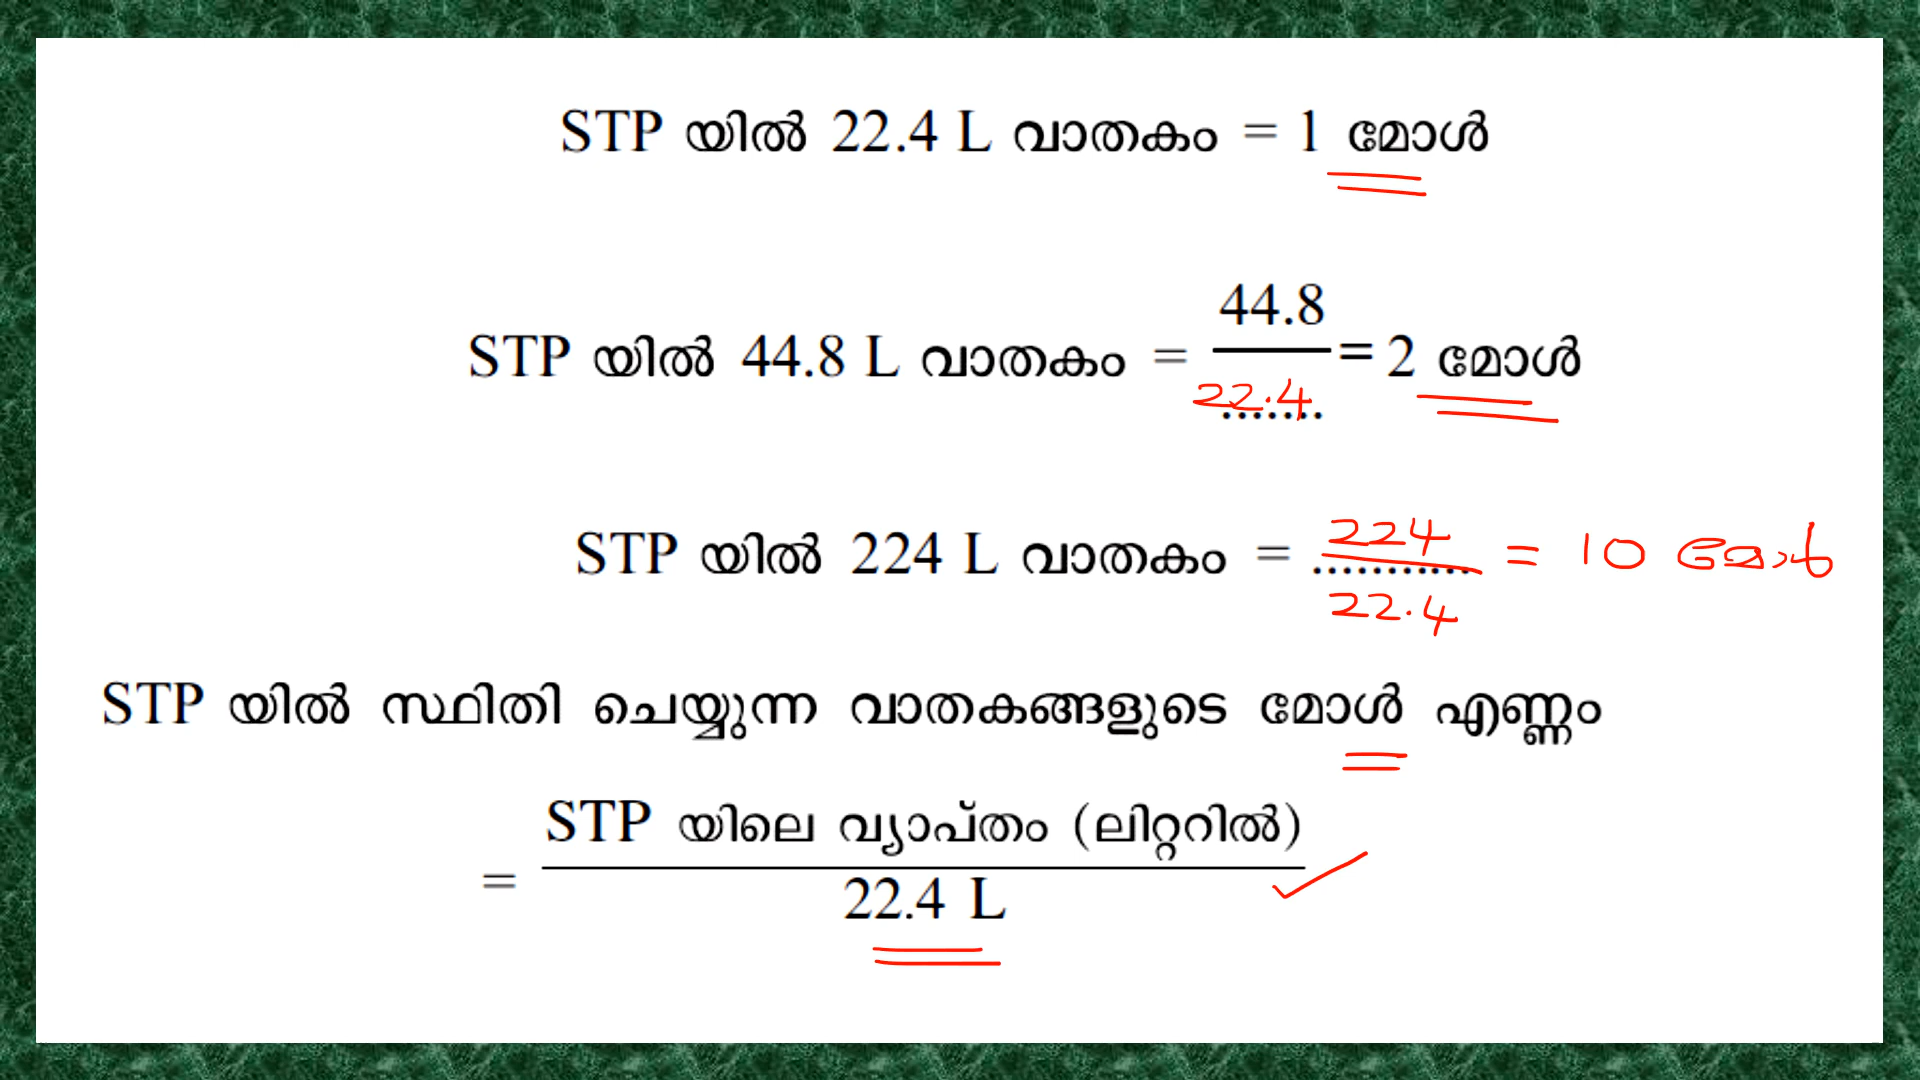 STP യിൽ 22.4 L വാതകം = 1 മോൾ
STP യിൽ 44.8 L വാതകം = 44.8 / 22.4 = 2 മോൾ
STP യിൽ 224 L വാതകം = 224 / 22.4 = 10 മോൾ
STP യിൽ സ്ഥിതി ചെയ്യുന്ന വാതകങ്ങളുടെ മോൾ എണ്ണം
= STP യിലെ വ്യാപ്തം (ലിറ്ററിൽ)
22.4 L